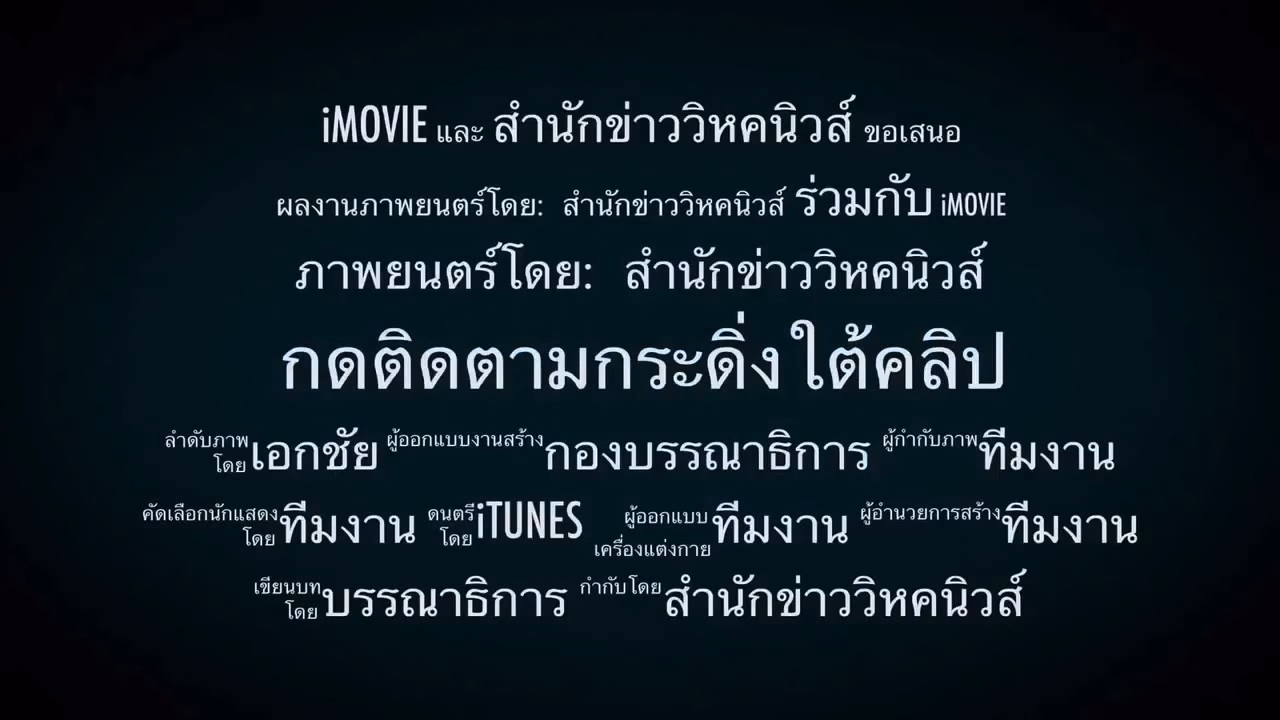 iMOVIE และ สำนักข่าววิหคนิวส์ ขอเสนอ
ผลงานภาพยนตร์โดย: สำนักข่าววิหคนิวส์ ร่วมกับ iMOVIE
ภาพยนตร์โดย: สำนักข่าววิหคนิวส์
กดติดตามกระดิ่ง ใต้คลิป
ลำดับภาพโดย เอกชัย ผู้ออกแบบงานสร้าง กองบรรณาธิการ ผู้กำกับภาพ ทีมงาน
คัดเลือกนักแสดงโดย ทีมงาน ดนตรีโดย iTUNES ผู้ออกแบบเครื่องแต่งกาย ทีมงาน ผู้อำนวยการสร้าง ทีมงาน
เขียนบทโดย บรรณาธิการ กำกับโดย สำนักข่าววิหคนิวส์